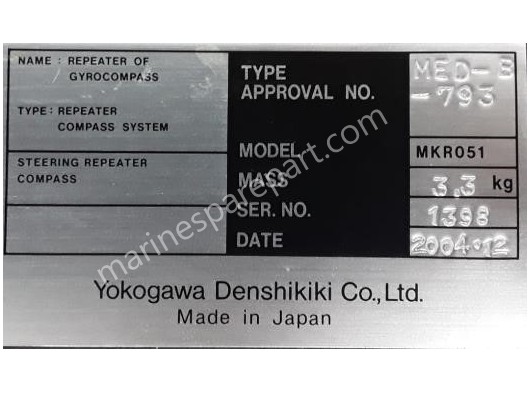 NAME : REPEATER OF
GYROCOMPASS
TYPE : REPEATER
COMPASS SYSTEM
STEERING REPEATER
COMPASS
TYPE
APPROVAL NO.
MED-B
-793
MODEL
MKR051
MASS
3,3 kg
SER. NO.
1398
DATE
2004.12
marinesparemart.com
Yokogawa Denshikiki Co.,Ltd.
Made in Japan